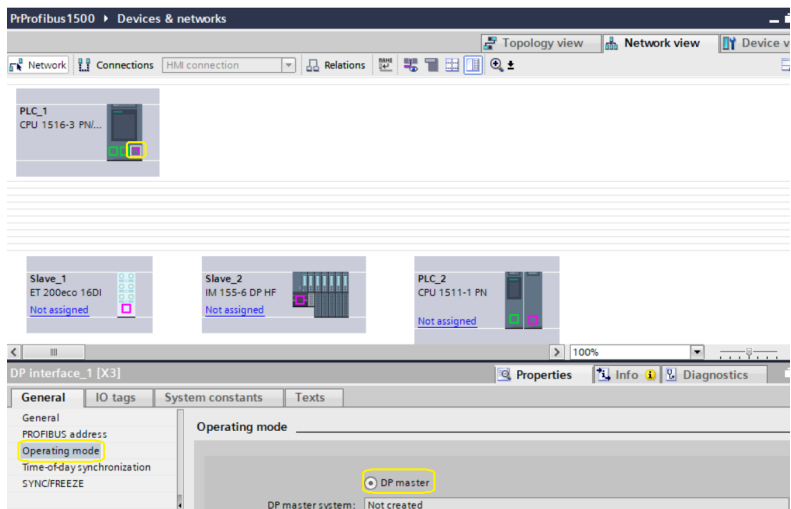 PrProfibus1500 ▸ Devices & networks
Topology view
Network view
Device v
Network
Connections
HMI connection
Relations
PLC_1
CPU 1516-3 PN/...
Slave_1
ET 200eco 16DI
Not assigned
Slave_2
IM 155-6 DP HF
Not assigned
PLC_2
CPU 1511-1 PN
Not assigned
100%
DP interface_1 [X3]
Properties
Info
Diagnostics
General
IO tags
System constants
Texts
General
PROFIBUS address
Operating mode
Time-of-day synchronization
SYNC/FREEZE
Operating mode
DP master
DP master system: Not created